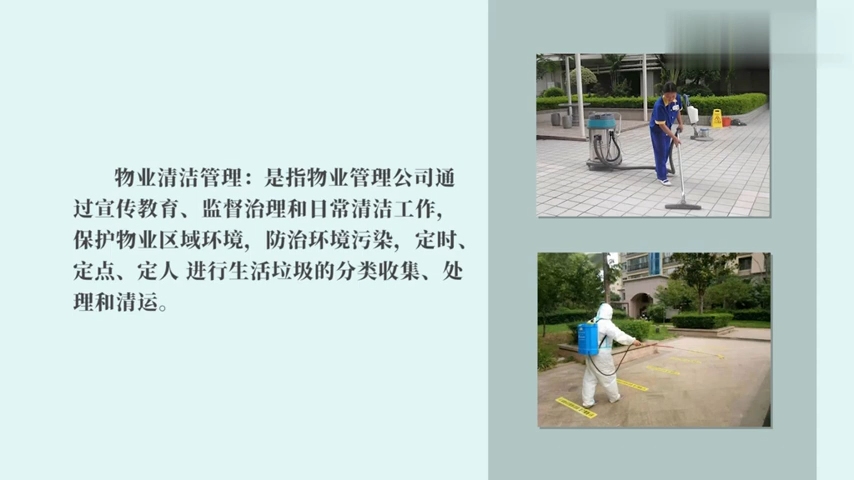 物业清洁管理：是指物业管理公司通
过宣传教育、监督治理和日常清洁工作，
保护物业区域环境，防治环境污染，定时、
定点、定人 进行生活垃圾的分类收集、处
理和清运。